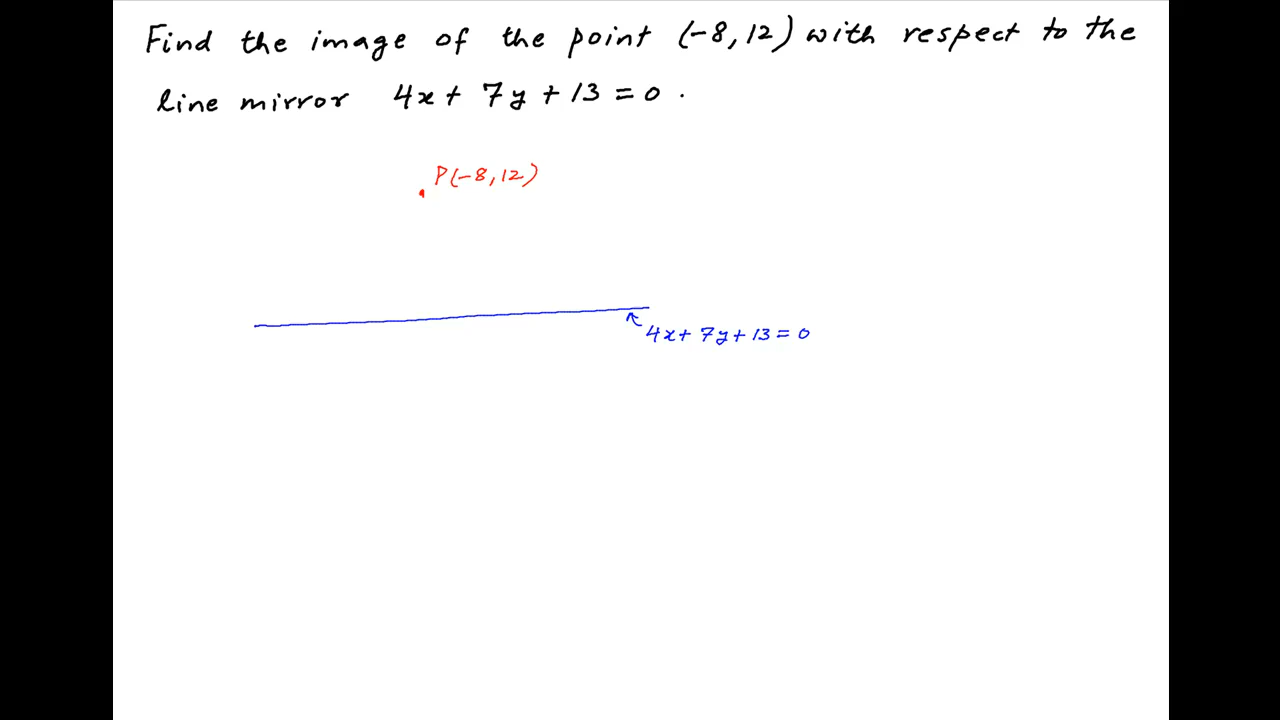 Find the image of the point (-8,12) with respect to the
line mirror 4x + 7y + 13 = 0 .
P(-8,12)
4x+ 7y+13=0